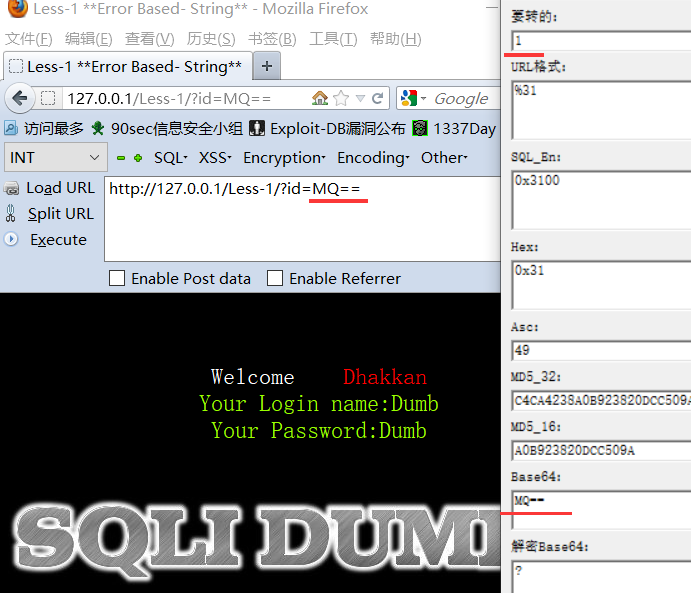 Less-1 **Error Based- String** - Mozilla Firefox
文件(F) 编辑(E) 查看(V) 历史(S) 书签(B) 工具(T) 帮助(H)
Less-1 **Error Based- String** +
127.0.0.1/Less-1/?id=MQ== Google
访问最多 90sec信息安全小组 Exploit-DB漏洞公布 1337Day
INT SQL XSS Encryption Encoding Other
Load URL http://127.0.0.1/Less-1/?id=MQ==
Split URL
Execute
Enable Post data Enable Referrer
Welcome Dhakkan
Your Login name:Dumb
Your Password:Dumb
SQLI DUM
要转的:
1
URL格式:
%31
SQL_En:
0x3100
Hex:
0x31
Asc:
49
MD5_32:
C4CA4238A0B923820DCC509A
MD5_16:
A0B923820DCC509A
Base64:
MQ==
解密Base64:
?